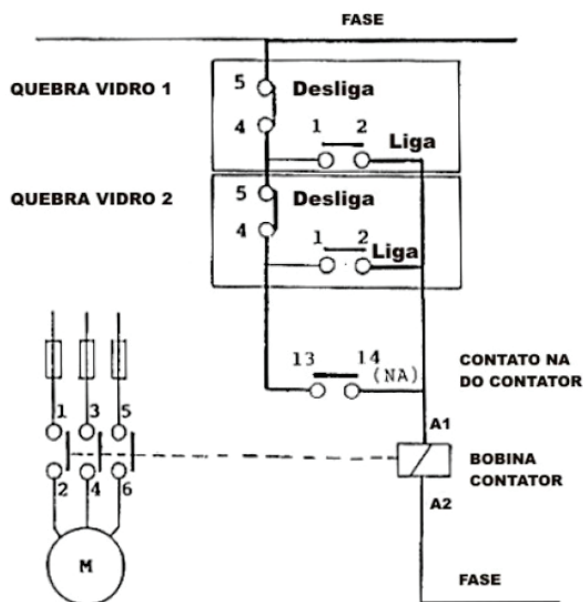 FASE
QUEBRA VIDRO 1
5 Desliga
4
1 2 Liga
QUEBRA VIDRO 2
5 Desliga
4
1 2 Liga
13 14 (NA)
CONTATO NA
DO CONTATOR
A1
BOBINA
CONTATOR
A2
1 3 5
2 4 6
M
FASE